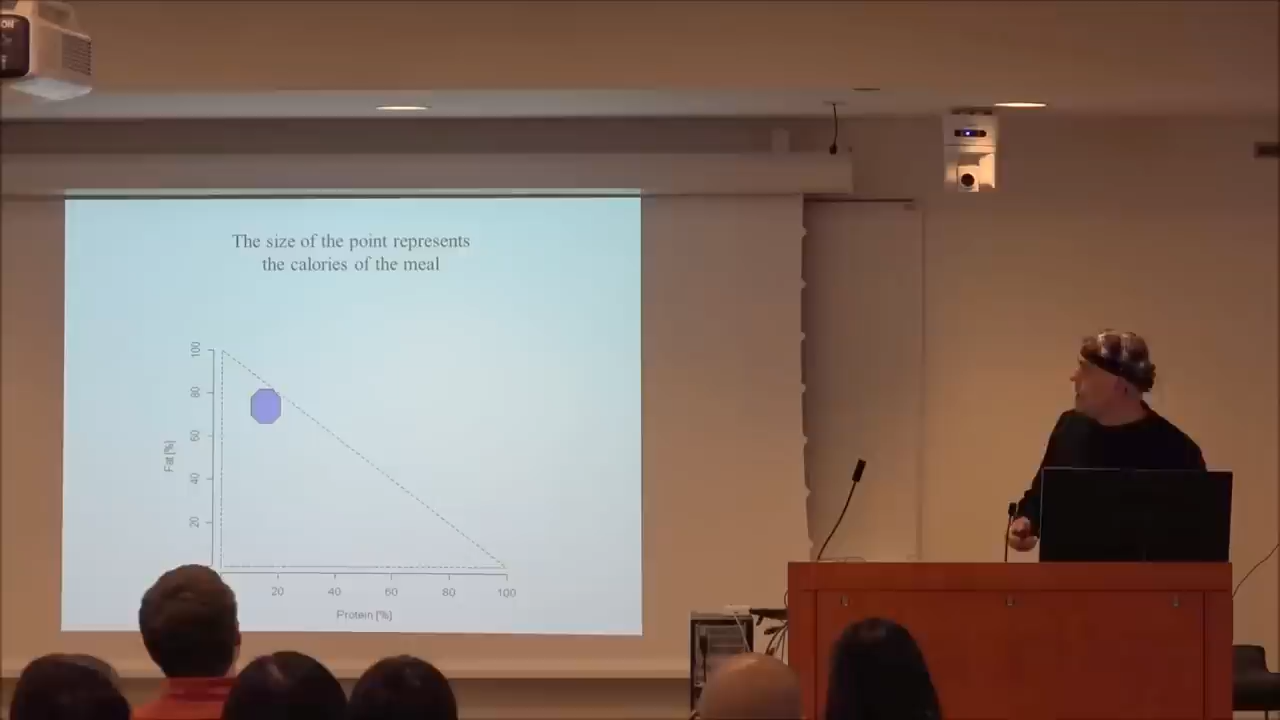 ON
The size of the point represents
the calories of the meal
100
80
60
40
20
Fat [%]
20 40 60 80 100
Protein [%]